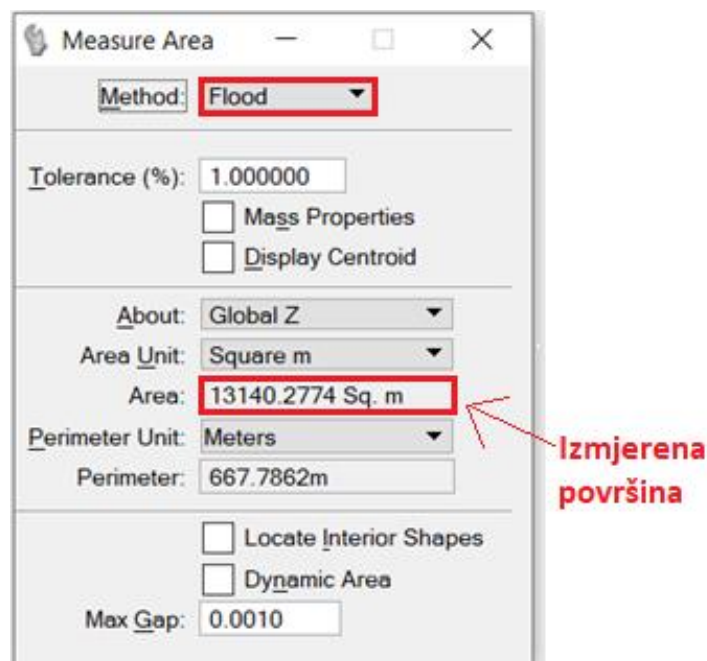 Measure Area
Method: Flood
Tolerance (%): 1.000000
Mass Properties
Display Centroid
About: Global Z
Area Unit: Square m
Area: 13140.2774 Sq. m
Perimeter Unit: Meters
Perimeter: 667.7862m
Izmjerena
površina
Locate Interior Shapes
Dynamic Area
Max Gap: 0.0010